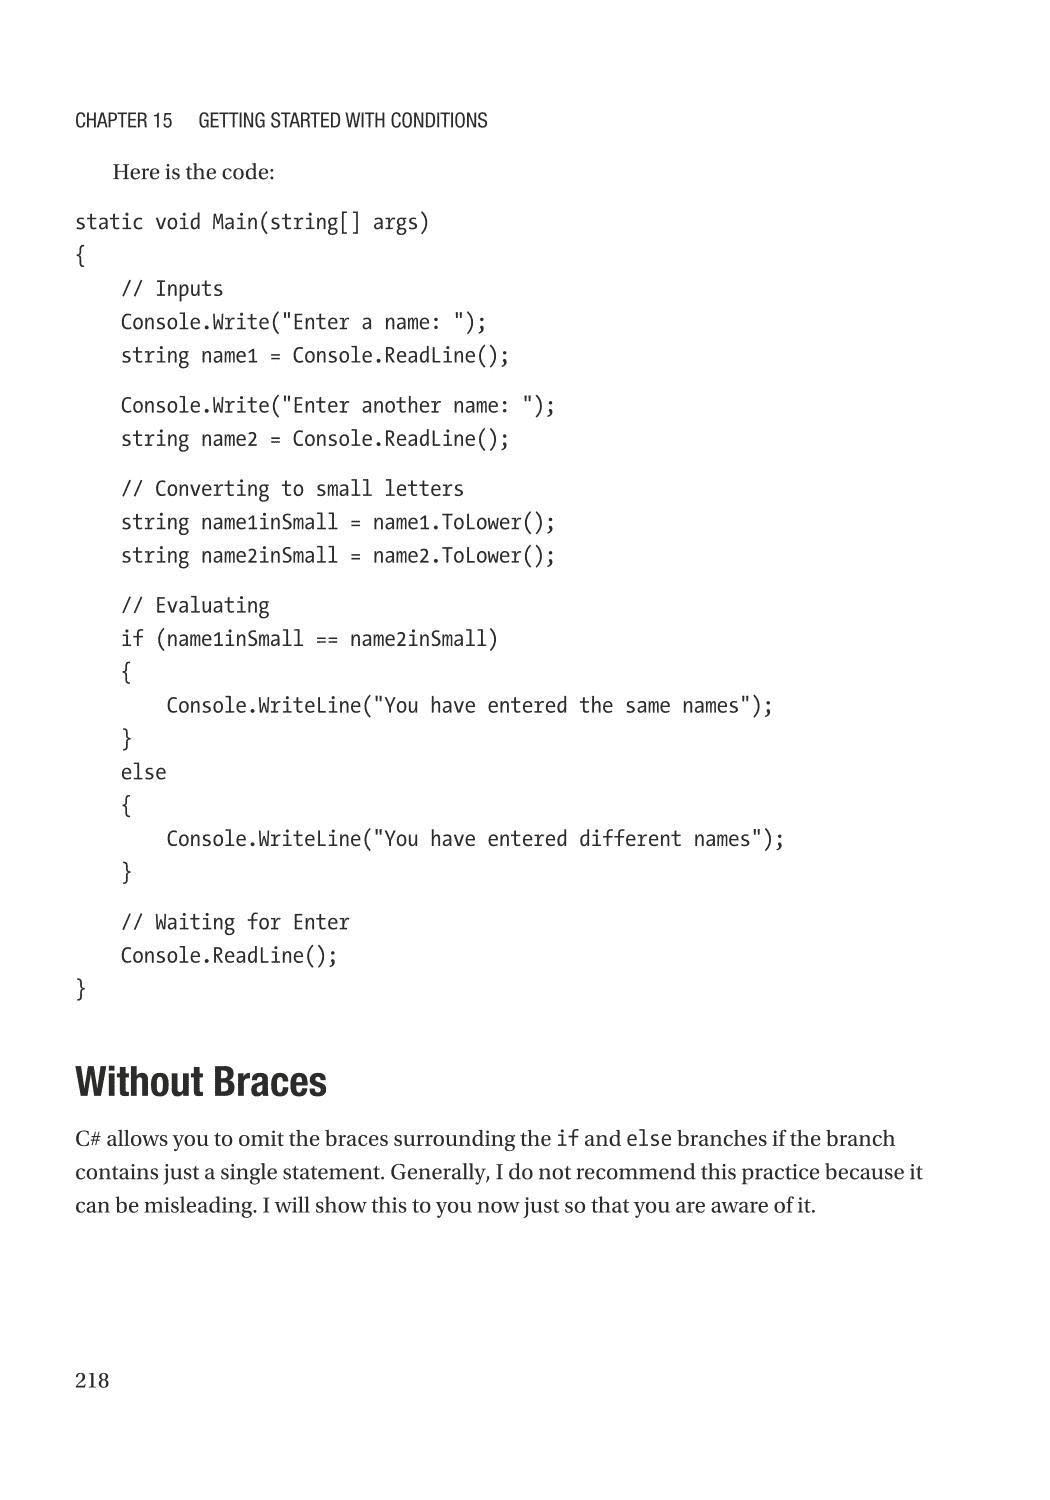 CHAPTER 15 GETTING STARTED WITH CONDITIONS
Here is the code:
static void Main(string[] args)
{
    // Inputs
    Console.Write("Enter a name: ");
    string name1 = Console.ReadLine();
    Console.Write("Enter another name: ");
    string name2 = Console.ReadLine();
    // Converting to small letters
    string name1inSmall = name1.ToLower();
    string name2inSmall = name2.ToLower();
    // Evaluating
    if (name1inSmall == name2inSmall)
    {
        Console.WriteLine("You have entered the same names");
    }
    else
    {
        Console.WriteLine("You have entered different names");
    }
    // Waiting for Enter
    Console.ReadLine();
}
Without Braces
C# allows you to omit the braces surrounding the if and else branches if the branch
contains just a single statement. Generally, I do not recommend this practice because it
can be misleading. I will show this to you now just so that you are aware of it.
218